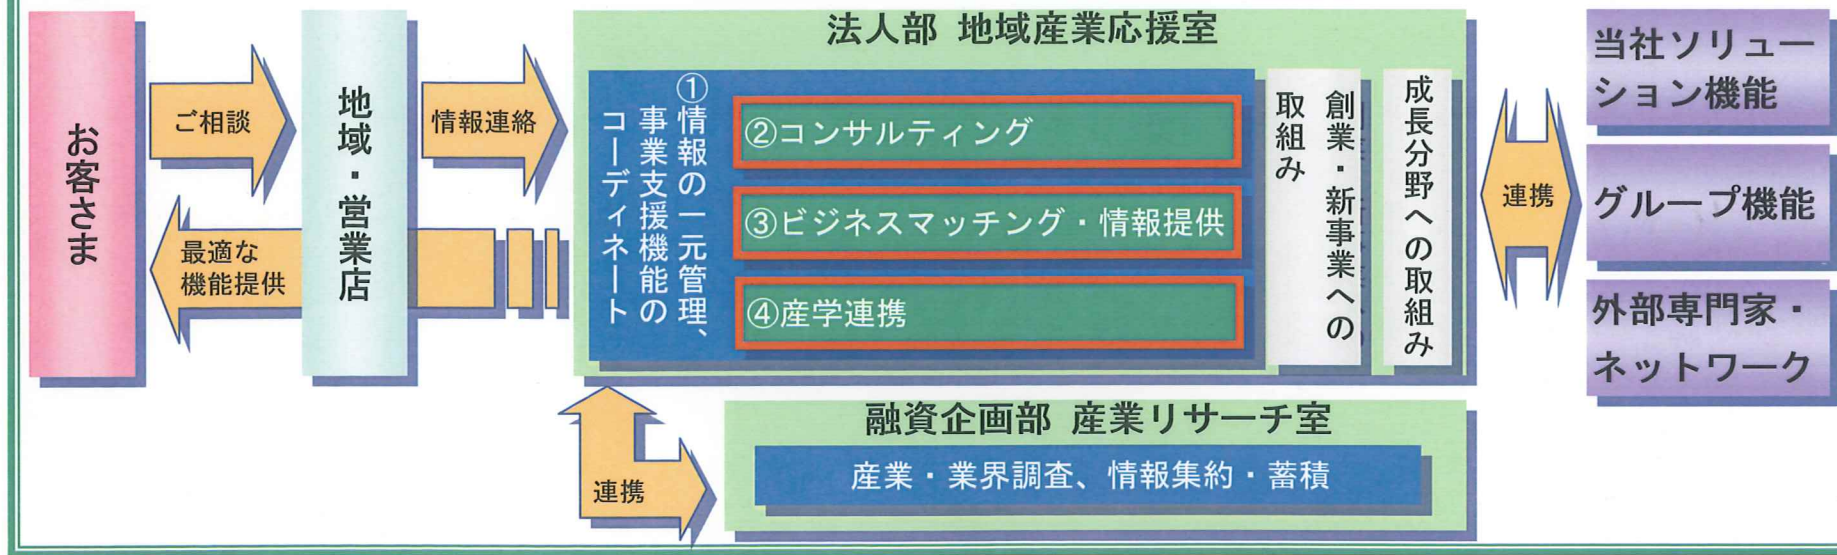 お客さま
ご相談
最適な
機能提供
地域・営業店
情報連絡
法人部 地域産業応援室
①情報の一元管理、
事業支援機能の
コーディネート
②コンサルティング
③ビジネスマッチング・情報提供
④産学連携
創業・新事業への
取組み
成長分野への取組み
連携
当社ソリュー
ション機能
グループ機能
外部専門家・
ネットワーク
連携
融資企画部 産業リサーチ室
産業・業界調査、情報集約・蓄積